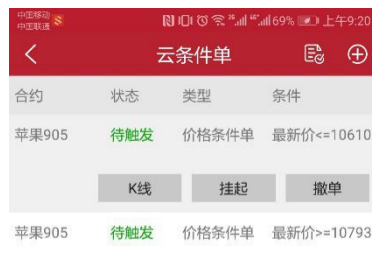 中国移动
中国联通
2G 46+ 69% 上午9:20
云条件单
合约 状态 类型 条件
苹果905 待触发 价格条件单 最新价<=10610
K线 挂起 撤单
苹果905 待触发 价格条件单 最新价>=10793